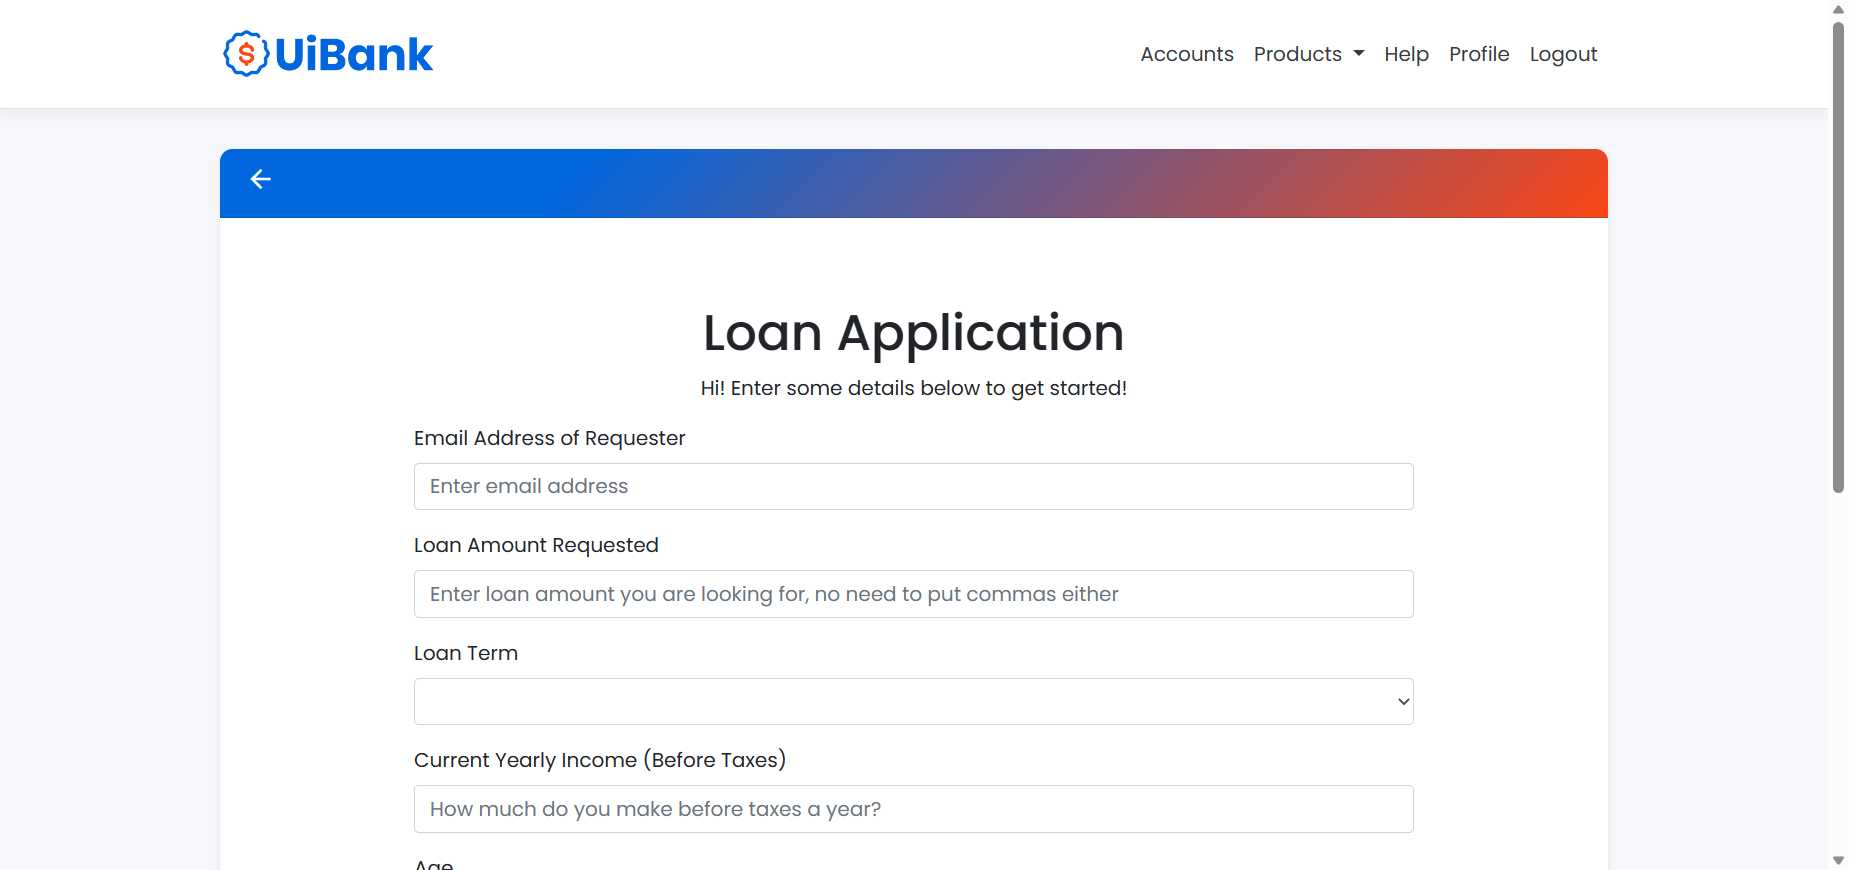 UiBank
Accounts Products Help Profile Logout
Loan Application
Hi! Enter some details below to get started!
Email Address of Requester
Enter email address
Loan Amount Requested
Enter loan amount you are looking for, no need to put commas either
Loan Term
Current Yearly Income (Before Taxes)
How much do you make before taxes a year?
Age